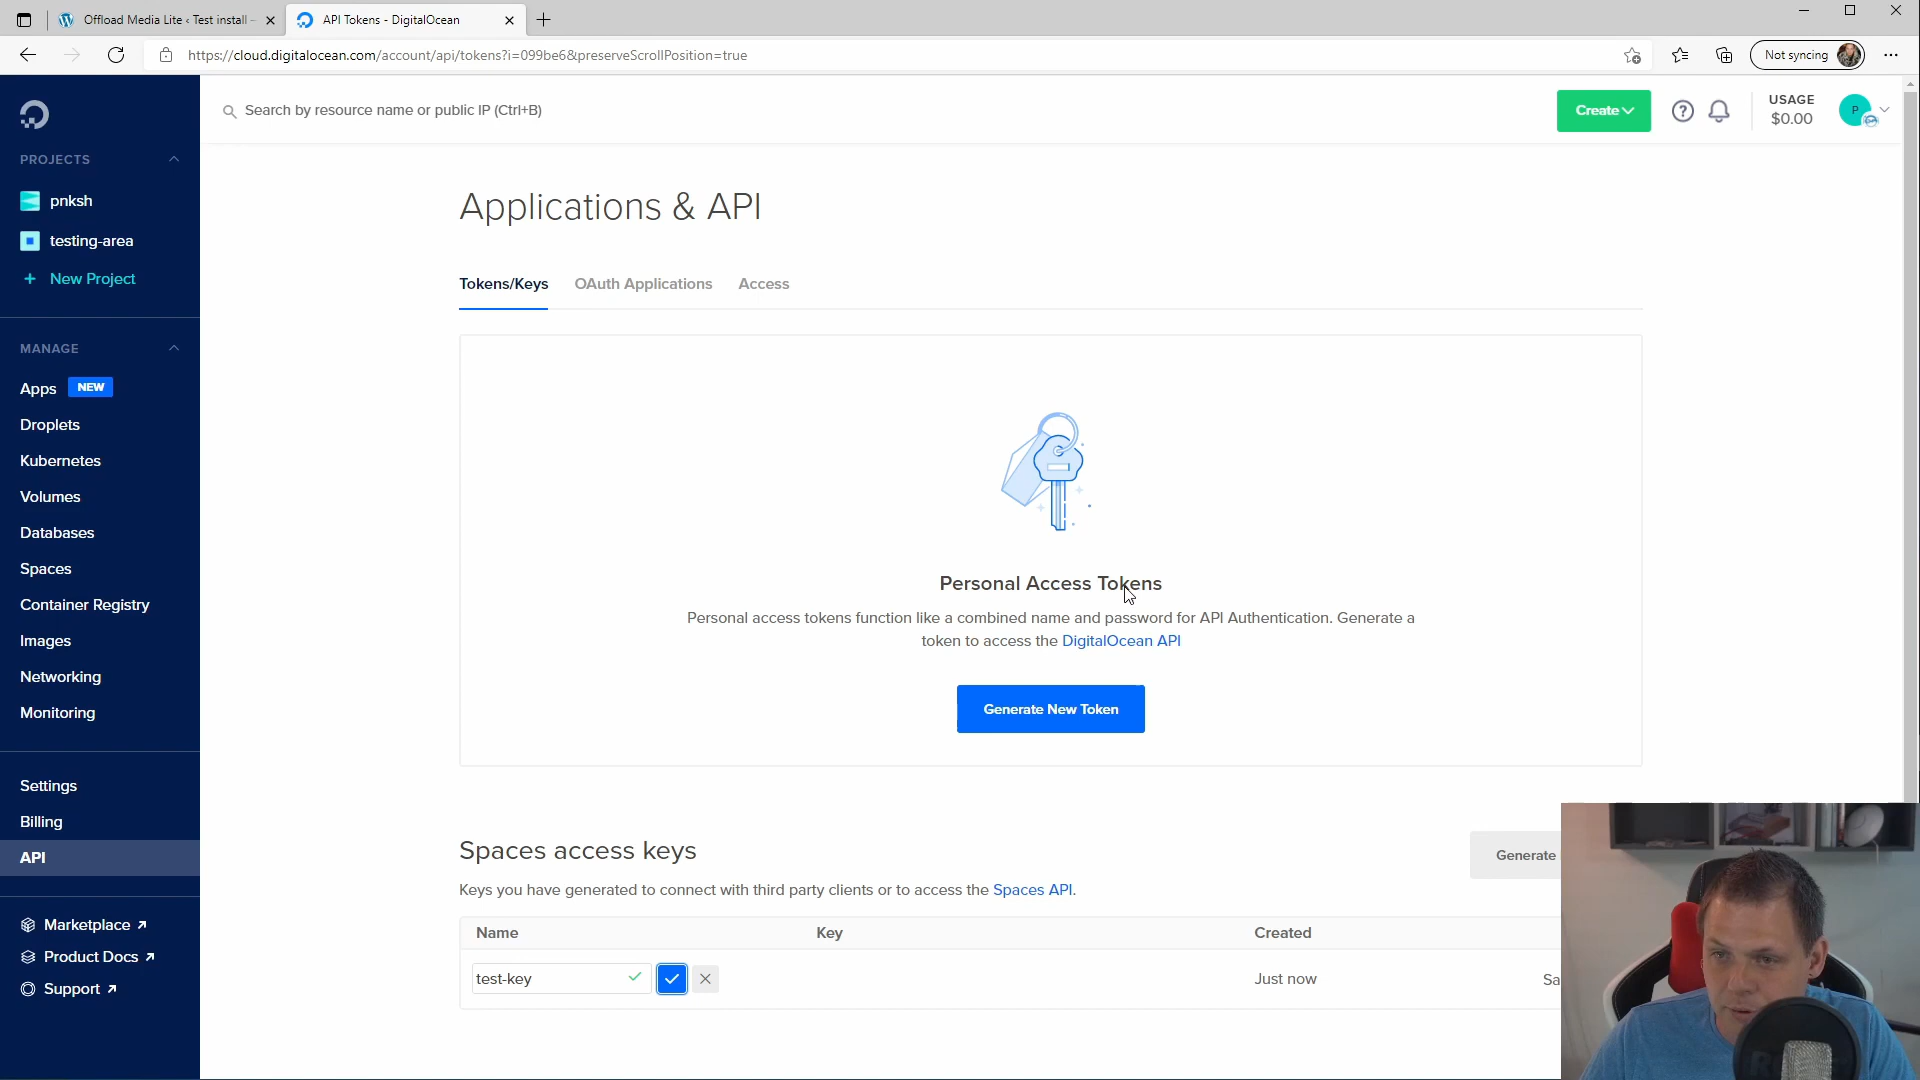 Offload Media Lite ‹ Test install –
API Tokens - DigitalOcean
https://cloud.digitalocean.com/account/api/tokens?i=099be6&preserveScrollPosition=true
Not syncing
Search by resource name or public IP (Ctrl+B)
Create
USAGE
$0.00
P
PROJECTS
pnksh
testing-area
+ New Project
MANAGE
Apps NEW
Droplets
Kubernetes
Volumes
Databases
Spaces
Container Registry
Images
Networking
Monitoring
Settings
Billing
API
Marketplace
Product Docs
Support
Applications & API
Tokens/Keys OAuth Applications Access
Personal Access Tokens
Personal access tokens function like a combined name and password for API Authentication. Generate a
token to access the DigitalOcean API
Generate New Token
Spaces access keys
Generate
Keys you have generated to connect with third party clients or to access the Spaces API.
Name Key Created
test-key Just now Sa